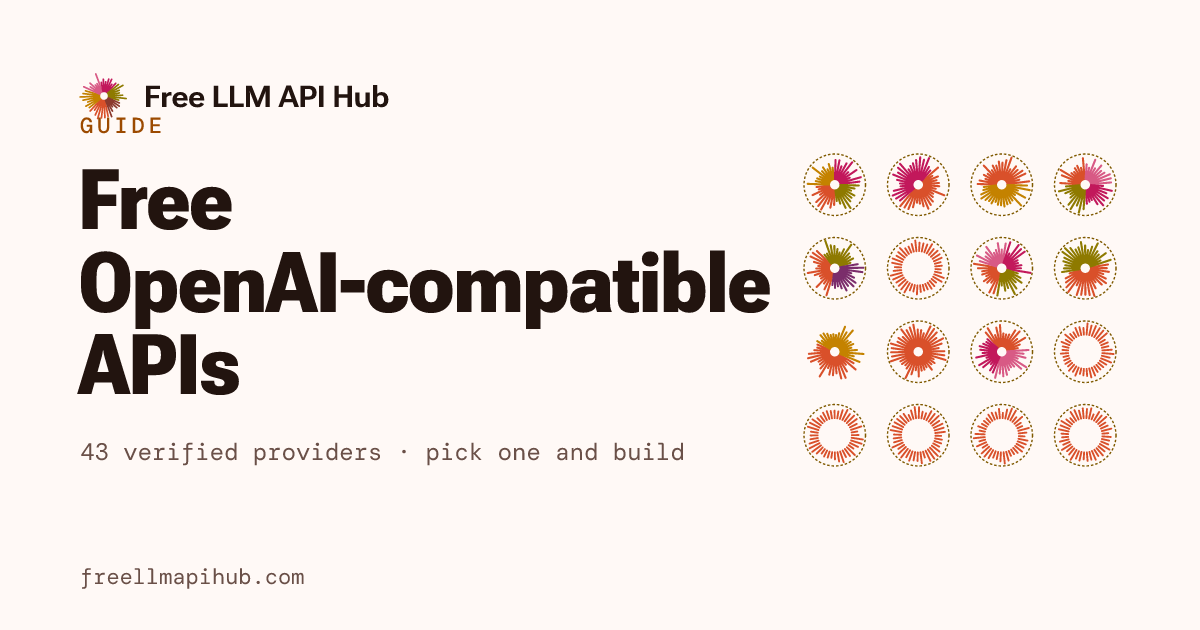 Free LLM API Hub
GUIDE
Free
OpenAI-compatible
APIs
43 verified providers · pick one and build
freellmapihub.com